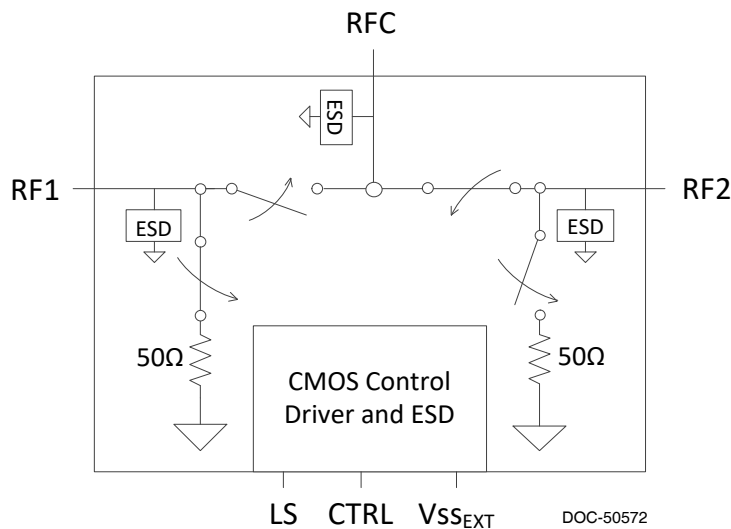 RFC
ESD
RF1
RF2
ESD
ESD
50Ω
50Ω
CMOS Control
Driver and ESD
LS
CTRL
VssEXT
DOC-50572